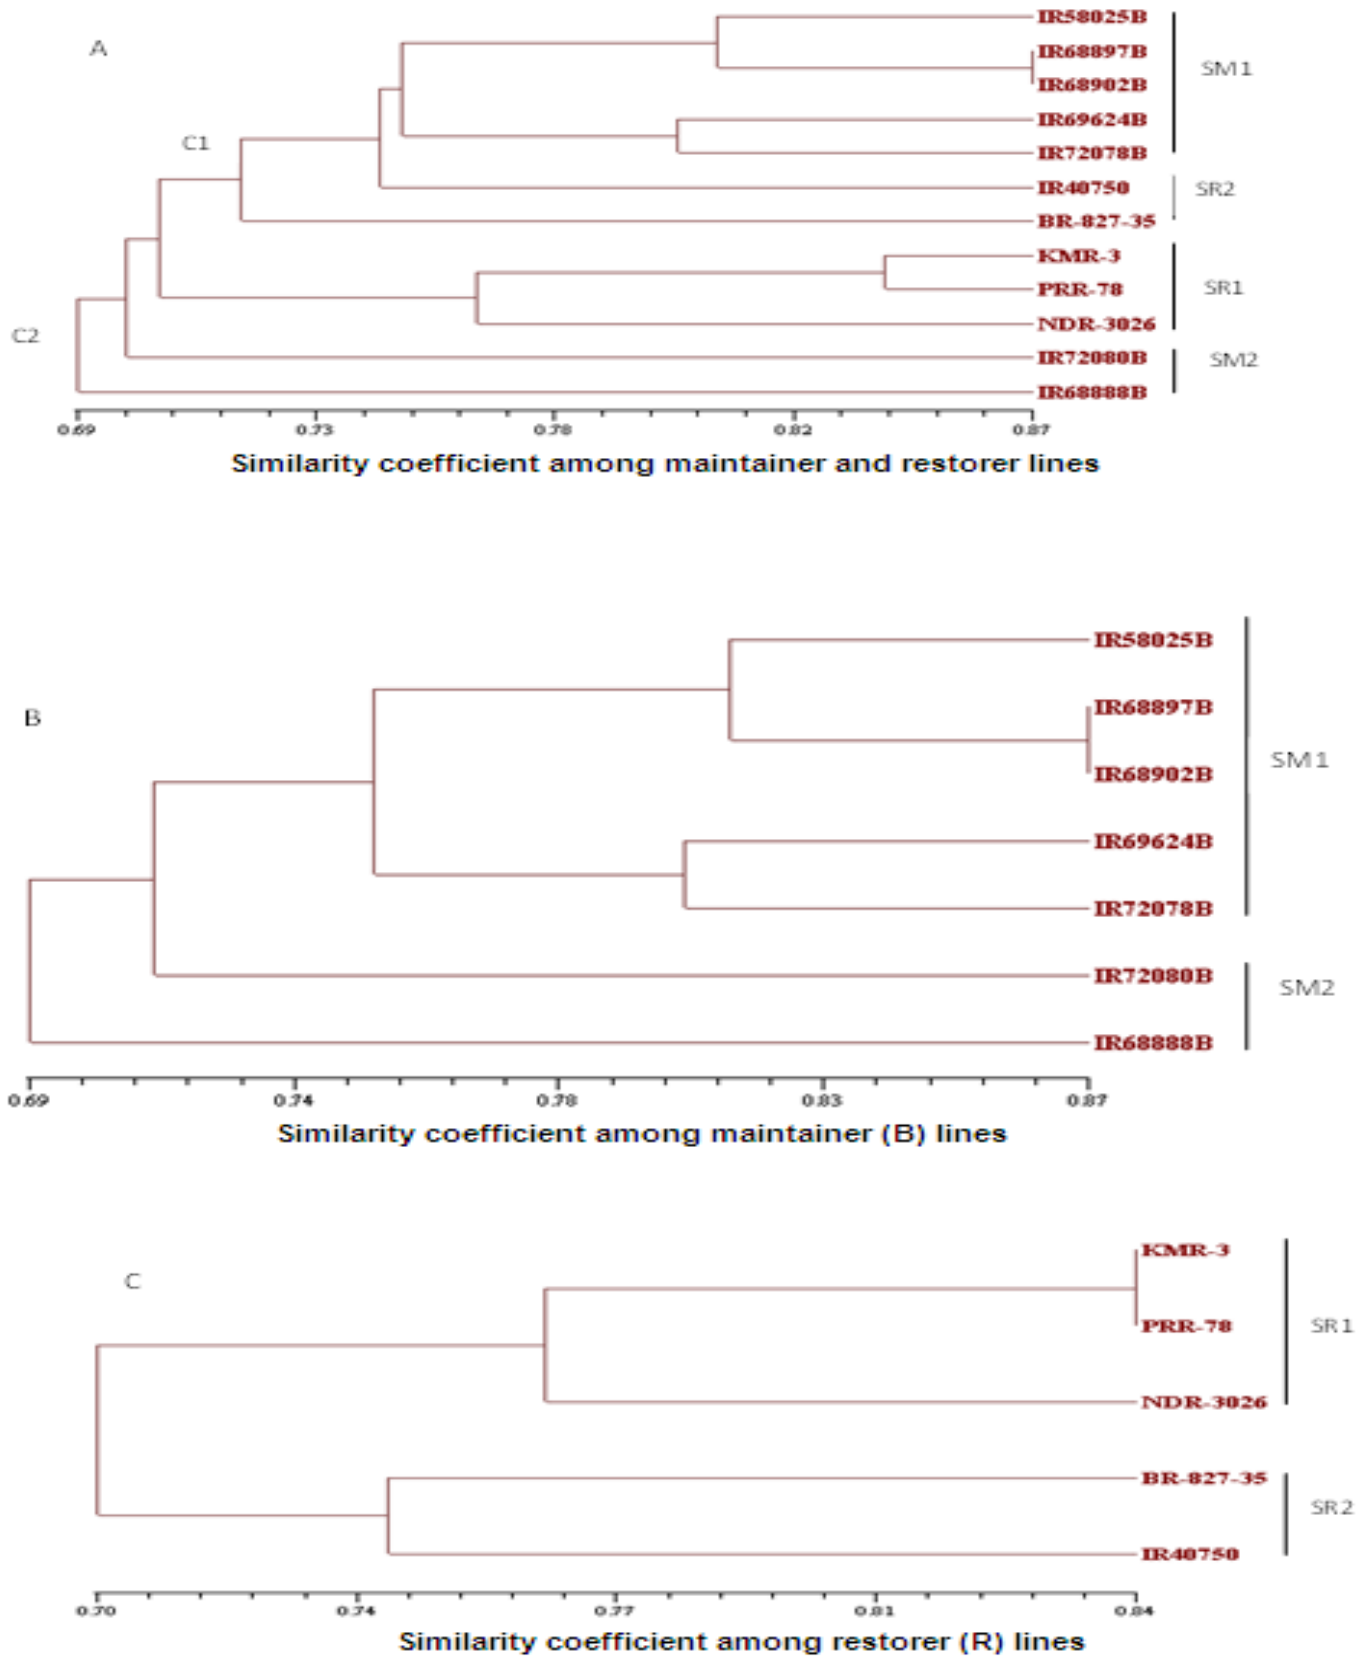 A
IR58025B
IR68897B
SM1
IR68902B
IR69624B
C1
IR72078B
IR40750
SR2
BR-827-35
KMR-3
PRR-78
SR1
NDR-3026
C2
IR72080B
SM2
IR68888B
0.69 0.73 0.78 0.82 0.87
Similarity coefficient among maintainer and restorer lines
IR58025B
B
IR68897B
SM1
IR68902B
IR69624B
IR72078B
IR72080B
SM2
IR68888B
0.69 0.74 0.78 0.83 0.87
Similarity coefficient among maintainer (B) lines
KMR-3
C
PRR-78
SR1
NDR-3026
BR-827-35
SR2
IR40750
0.70 0.74 0.77 0.81 0.84
Similarity coefficient among restorer (R) lines